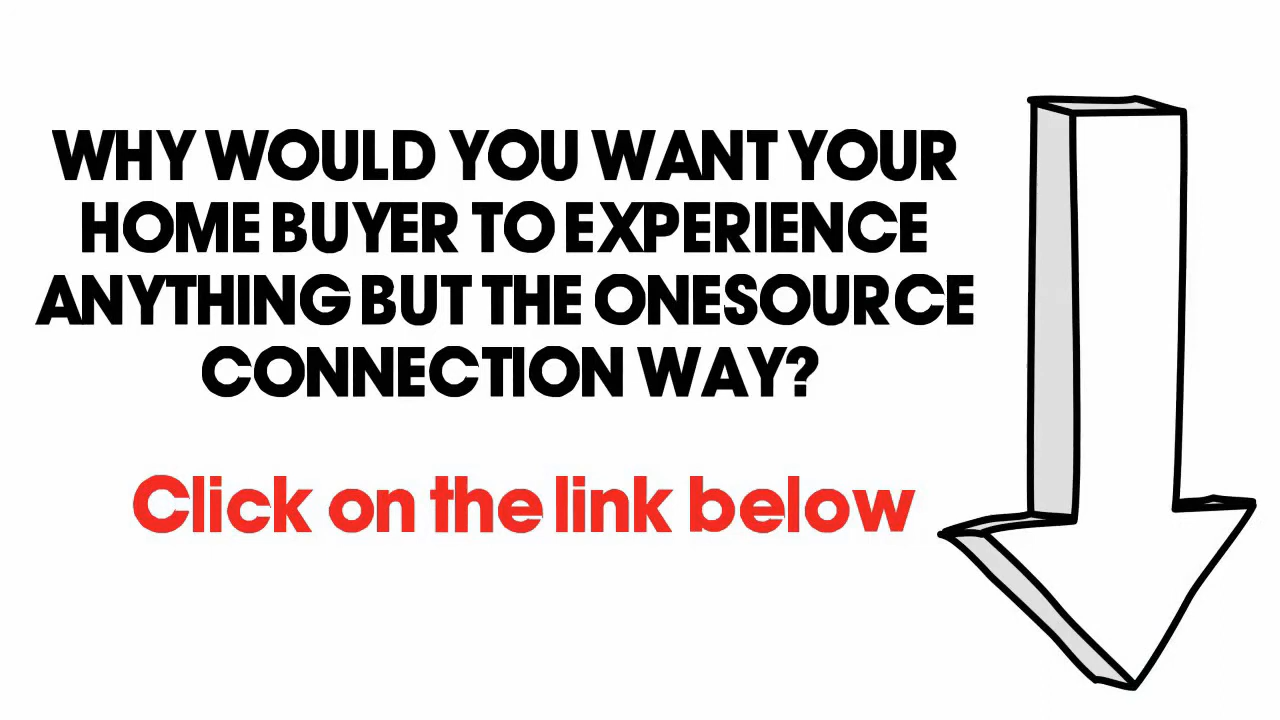 WHY WOULD YOU WANT YOUR
HOME BUYER TO EXPERIENCE
ANYTHING BUT THE ONESOURCE
CONNECTION WAY?
Click on the link below